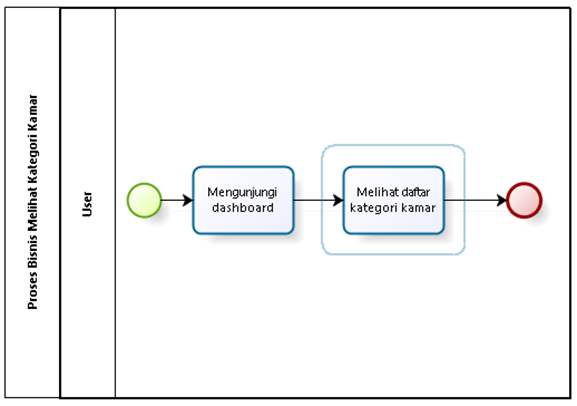 Proses Bisnis Melihat Kategori Kamar
User
Mengunjungi
dashboard
Melihat daftar
kategori kamar